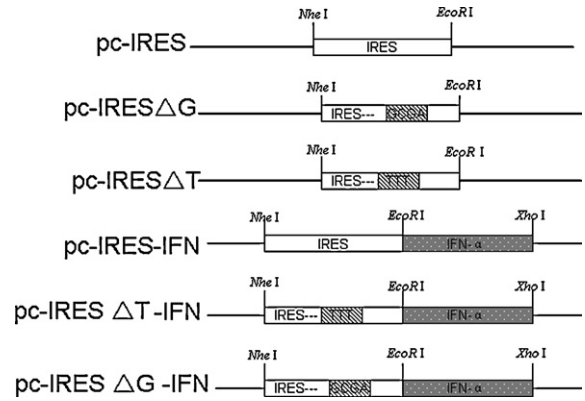 Nhe I EcoR I
pc-IRES IRES
Nhe I EcoR I
pc-IRES△G IRES--- GCGA
Nhe I EcoR I
pc-IRES△T IRES--- TTT
Nhe I EcoR I Xho I
pc-IRES-IFN IRES IFN-α
Nhe I EcoR I Xho I
pc-IRES △T-IFN IRES--- TTT IFN-α
Nhe I EcoR I Xho I
pc-IRES △G -IFN IRES--- GCGA IFN-α